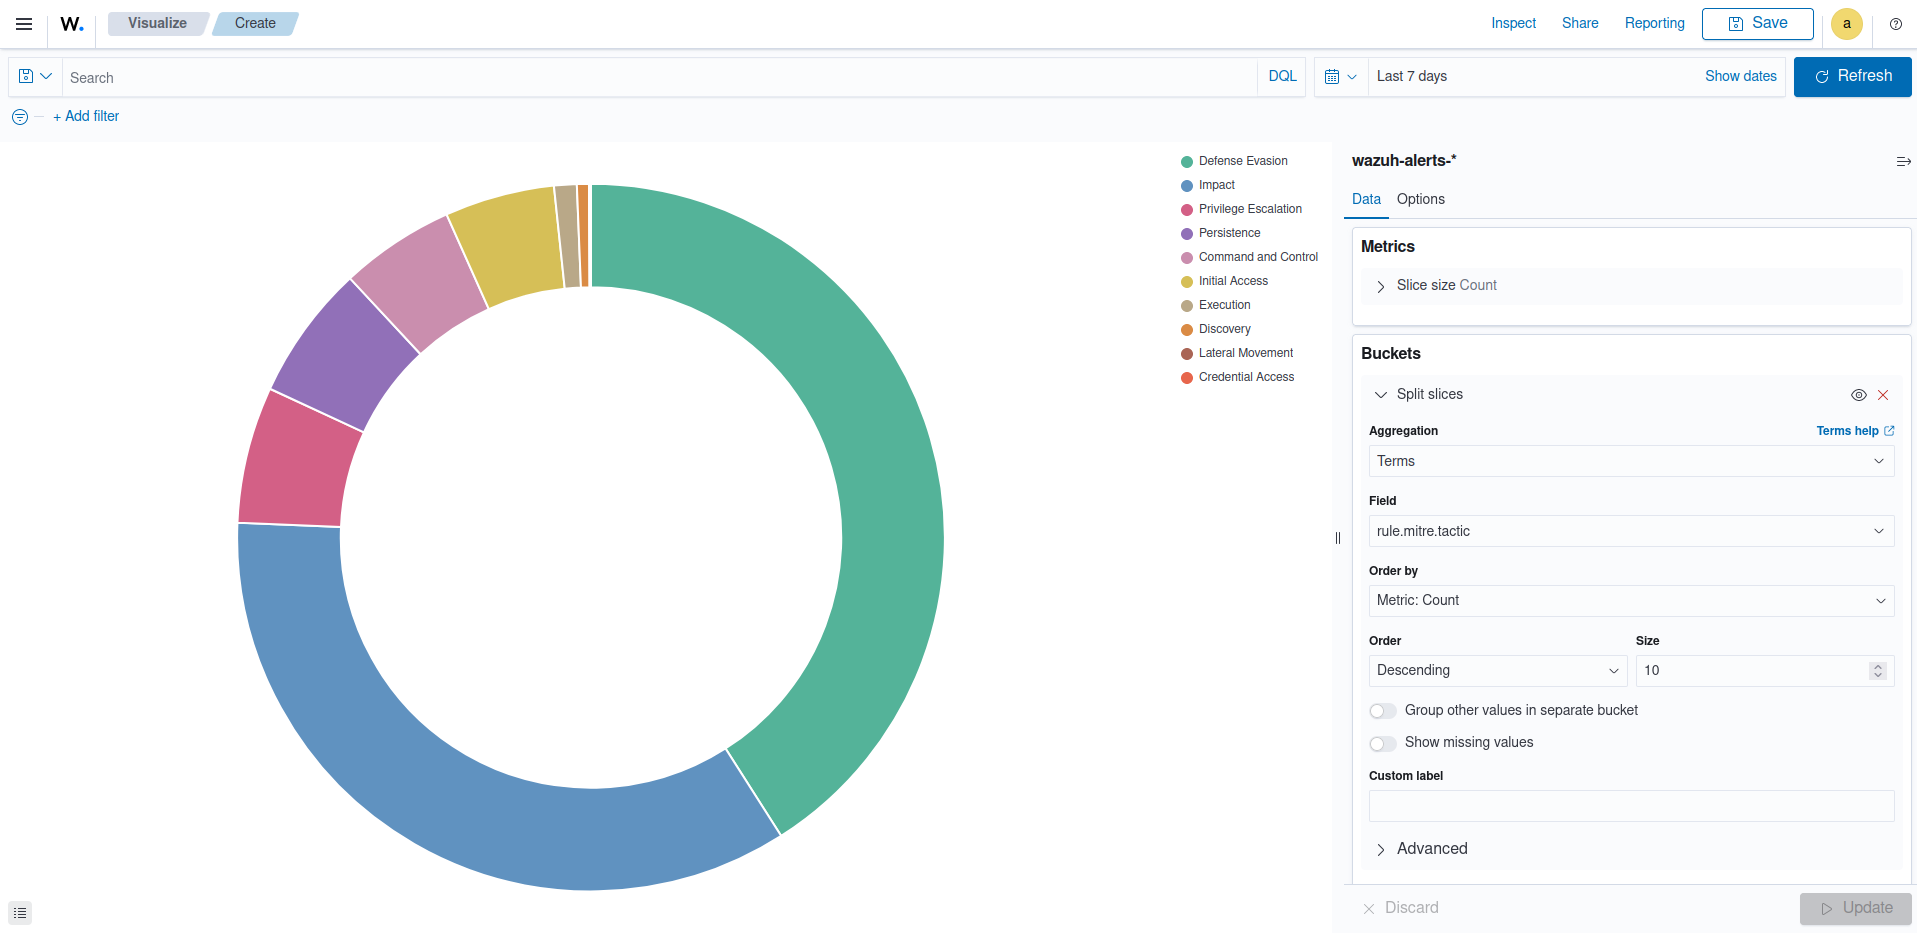 W. Visualize Create Inspect Share Reporting Save a
Search DQL Last 7 days Show dates Refresh
+ Add filter
Defense Evasion
Impact
Privilege Escalation
Persistence
Command and Control
Initial Access
Execution
Discovery
Lateral Movement
Credential Access
wazuh-alerts-*
Data Options
Metrics
Slice size Count
Buckets
Split slices
Aggregation Terms help
Terms
Field
rule.mitre.tactic
Order by
Metric: Count
Order Size
Descending 10
Group other values in separate bucket
Show missing values
Custom label
Advanced
Discard Update